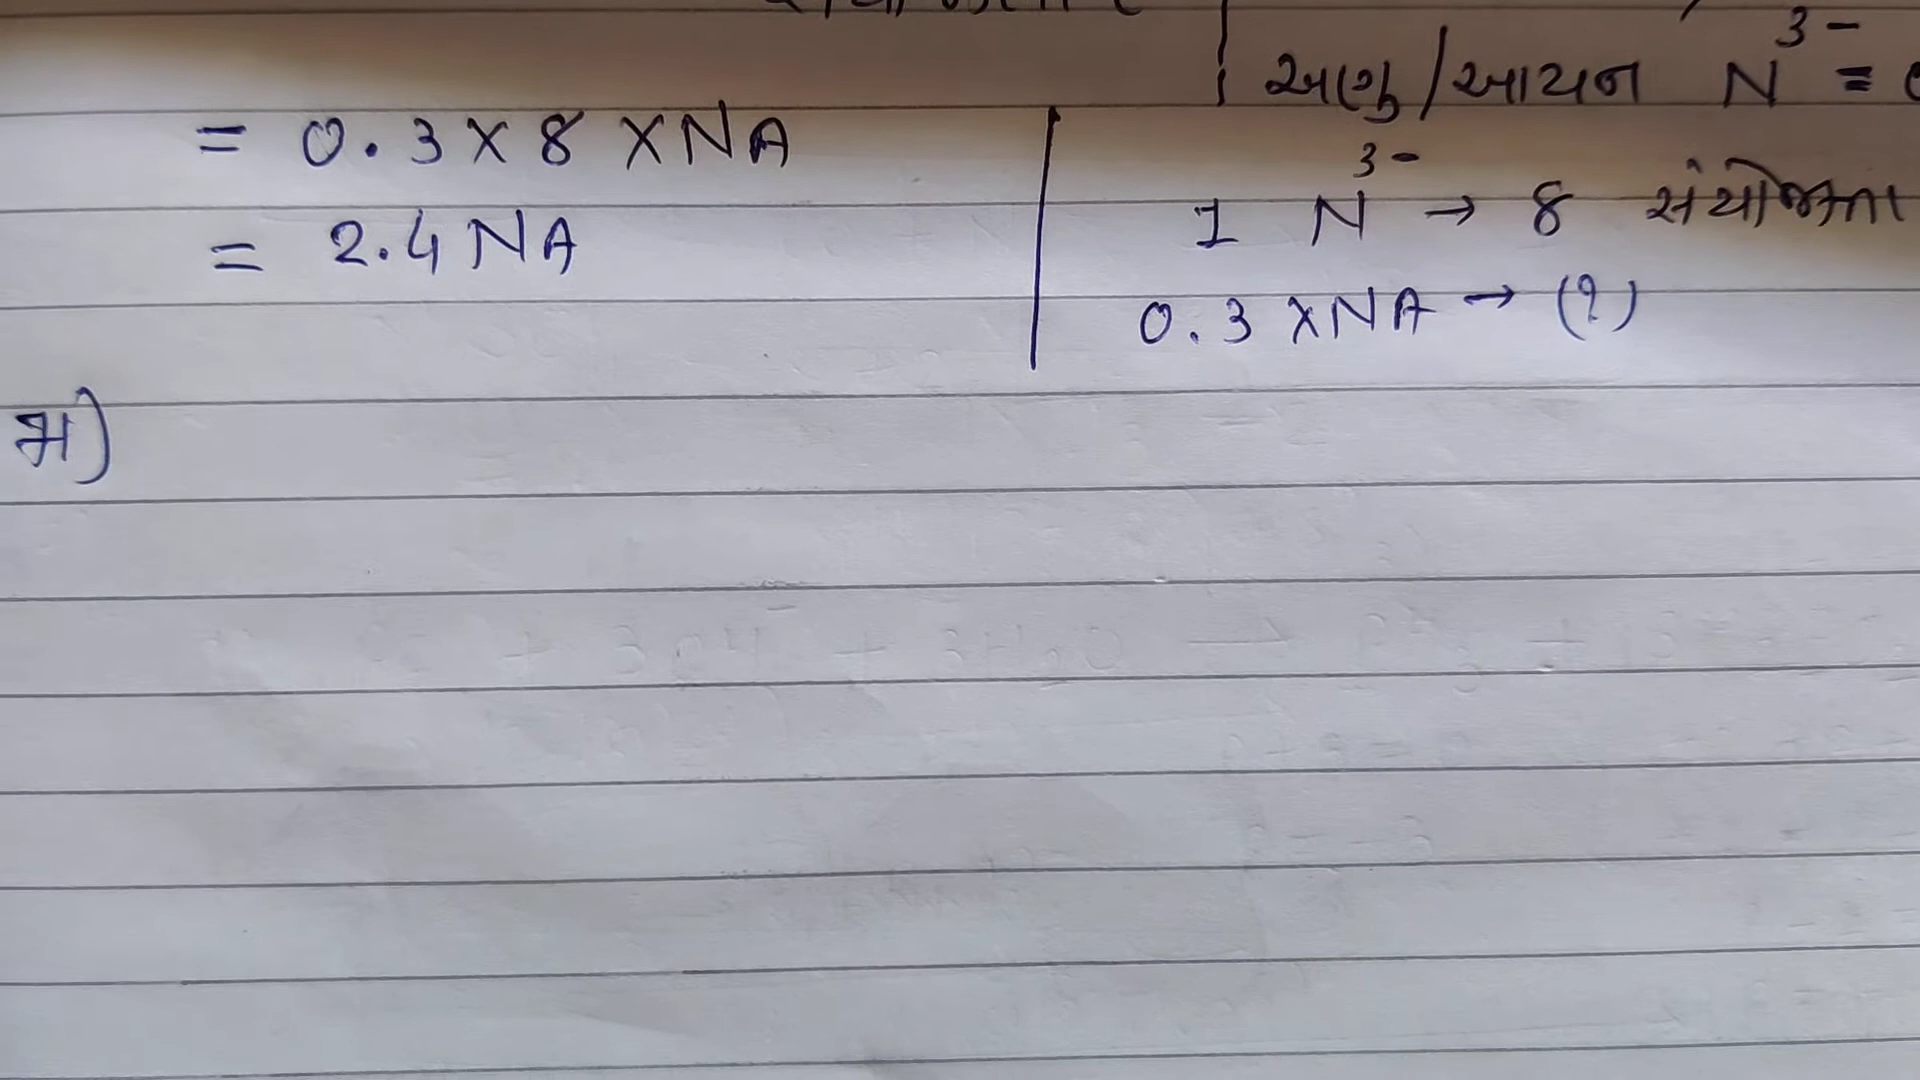 = 0.3 X 8 X NA
= 2.4 NA
અણુ/આયન N³⁻ =
1 N³⁻ → 8 સંયોજકતા
0.3 X NA → (?)
મ)